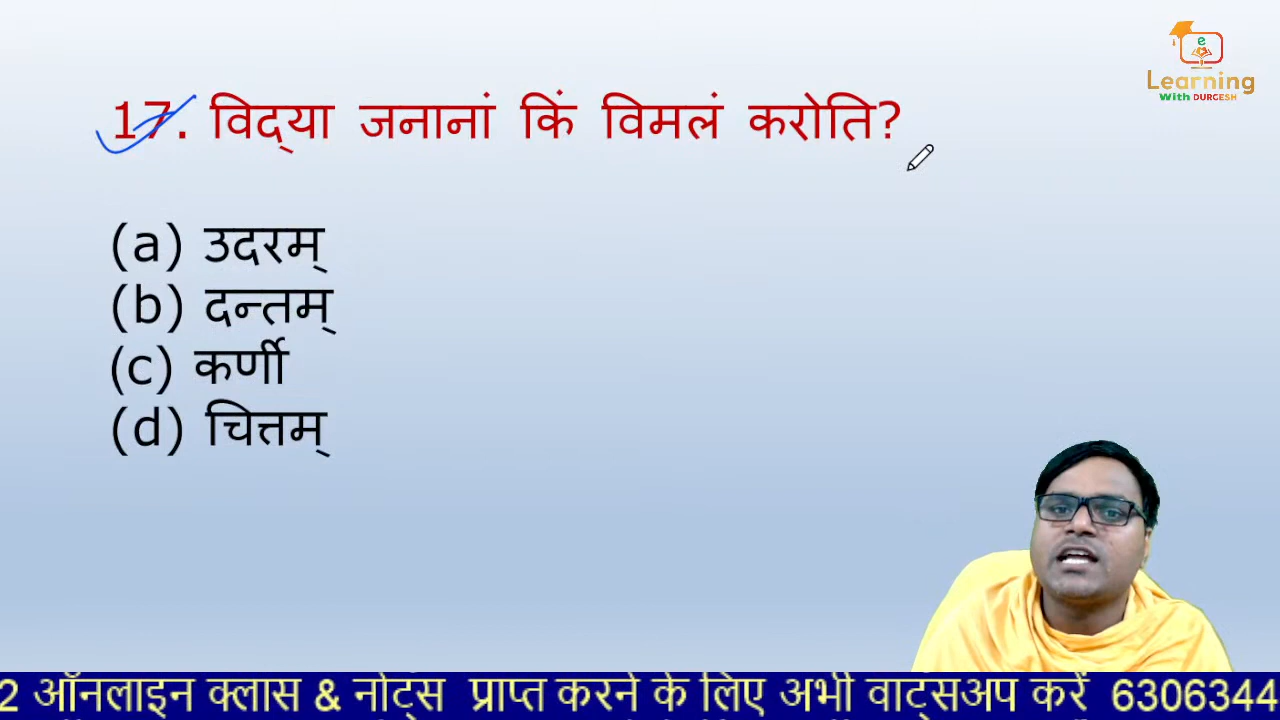 e
Learning
With DURGESH
17. विद्‌या जनानां किं विमलं करोति?
(a) उदरम्
(b) दन्तम्
(c) कर्णी
(d) चित्तम्
2 ऑनलाइन क्लास & नोट्स प्राप्त करने के लिए अभी वाट्सअप करें 6306344